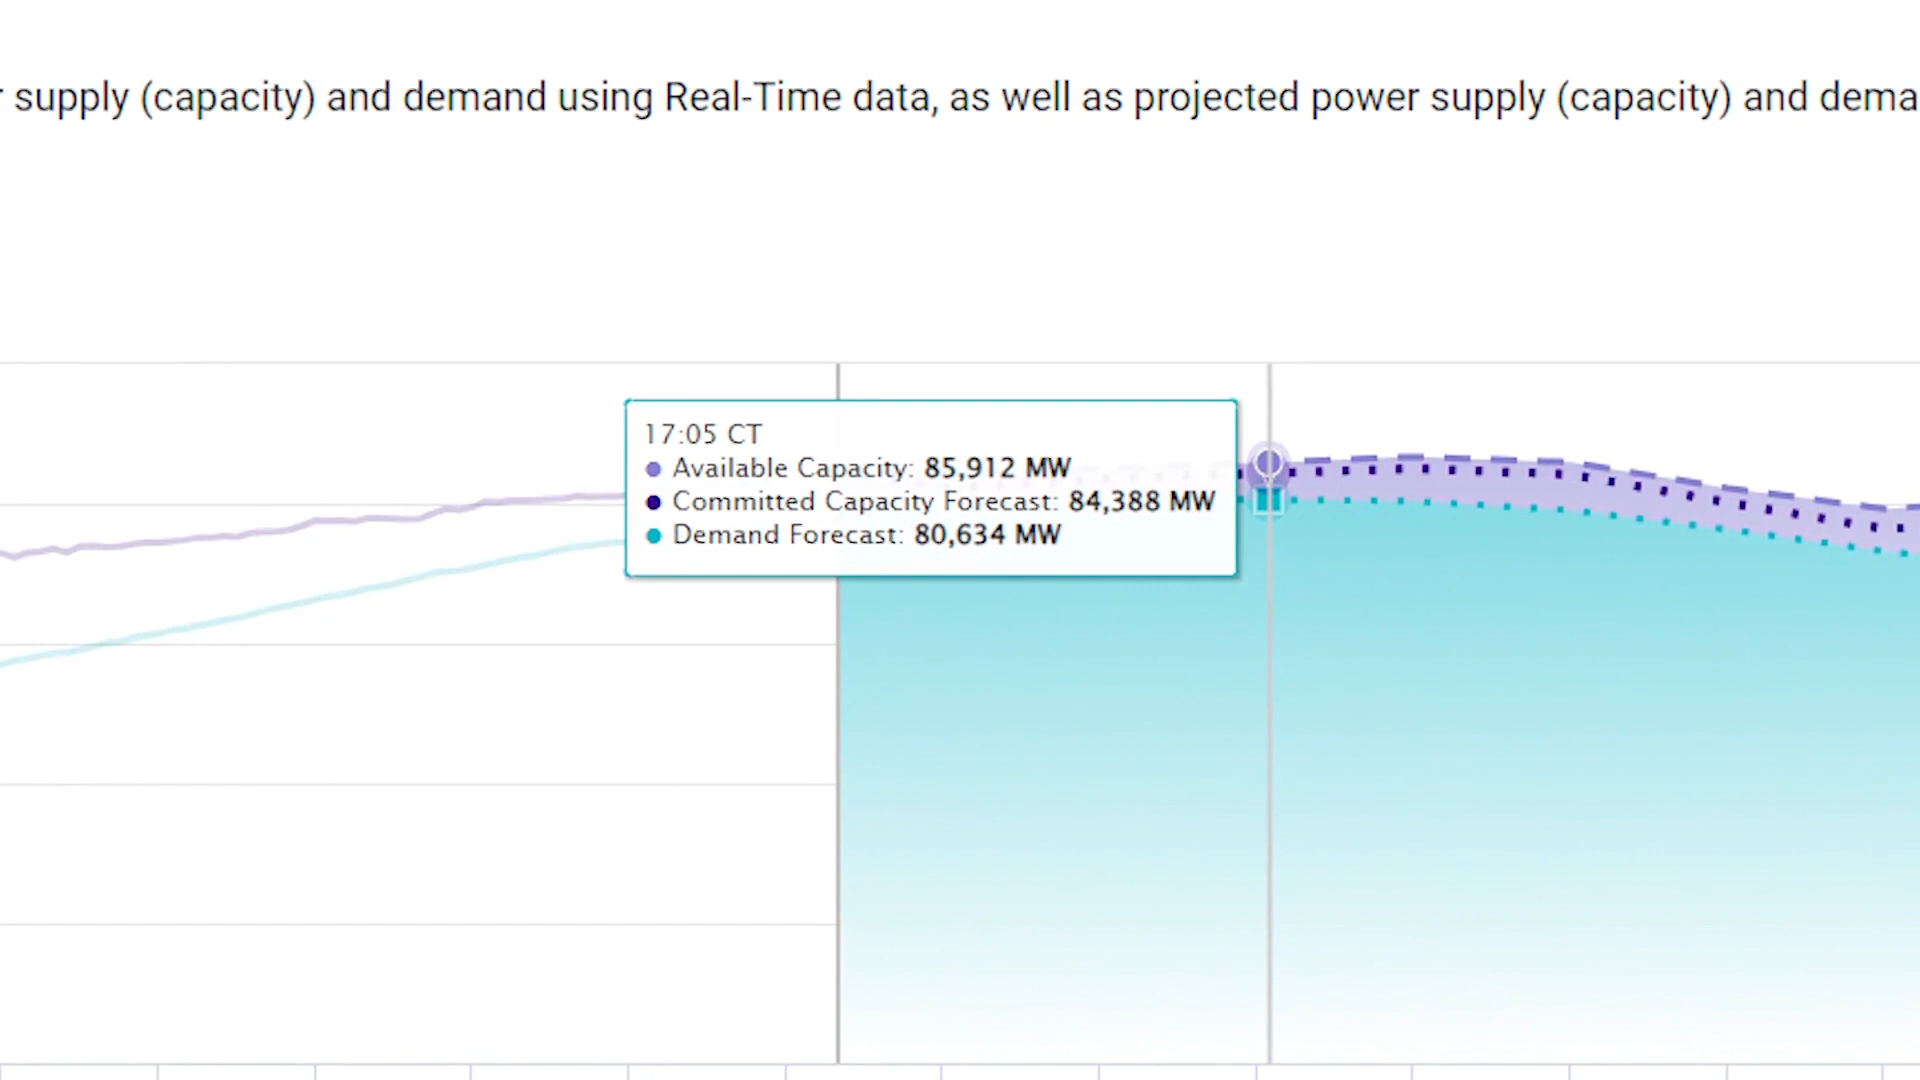 supply (capacity) and demand using Real-Time data, as well as projected power supply (capacity) and dema
17:05 CT
Available Capacity: 85,912 MW
Committed Capacity Forecast: 84,388 MW
Demand Forecast: 80,634 MW